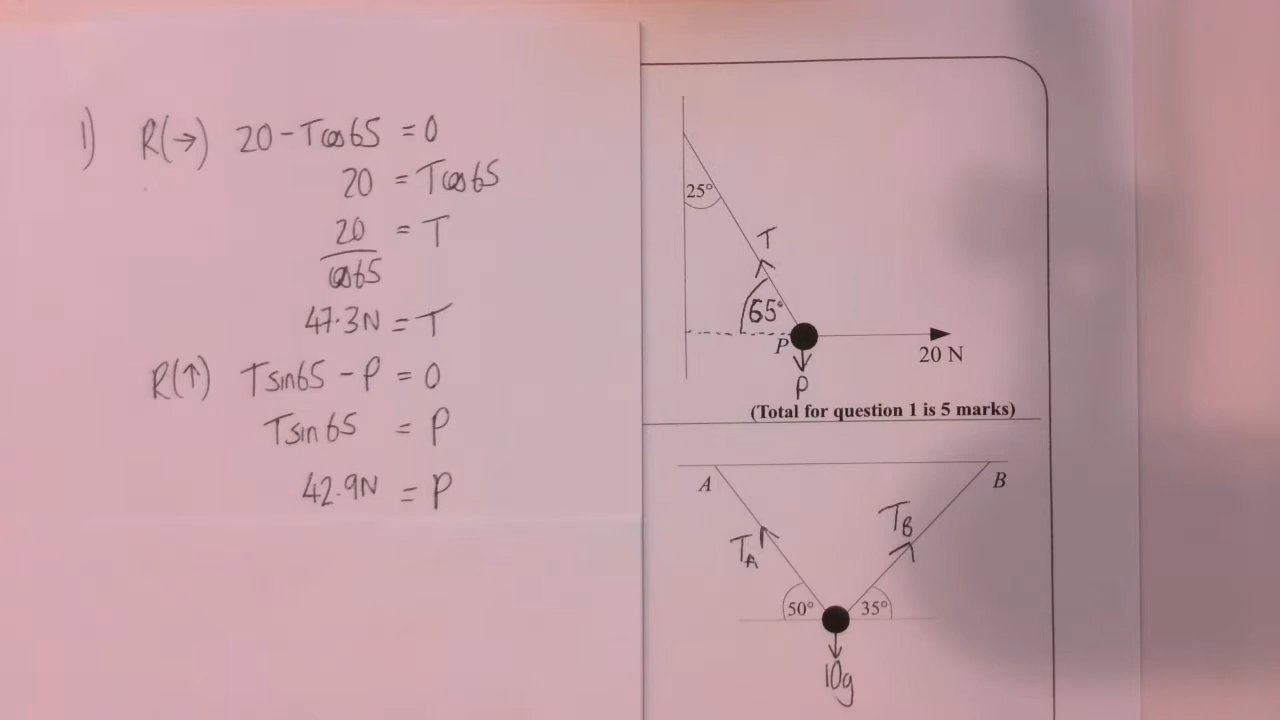 1) R(→) 20 - Tcos65 = 0
20 = Tcos65
20/cos65 = T
47.3N = T
R(↑) Tsin65 - P = 0
Tsin65 = P
42.9N = P
25°
T
65°
P
20 N
P
(Total for question 1 is 5 marks)
A
B
T_A
T_B
50°
35°
10g